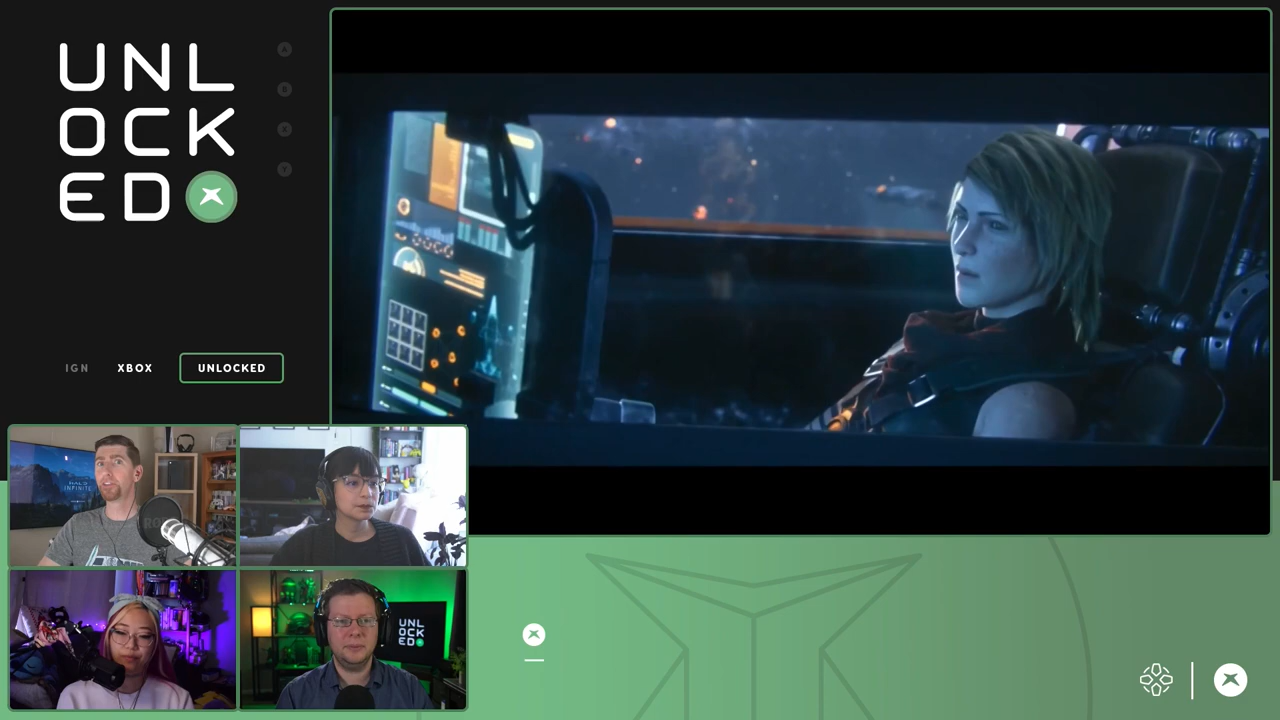 UNL
OCK
ED
A
B
X
Y
IGN
XBOX
UNLOCKED
HALO
INFINITE
UNL
OCK
ED